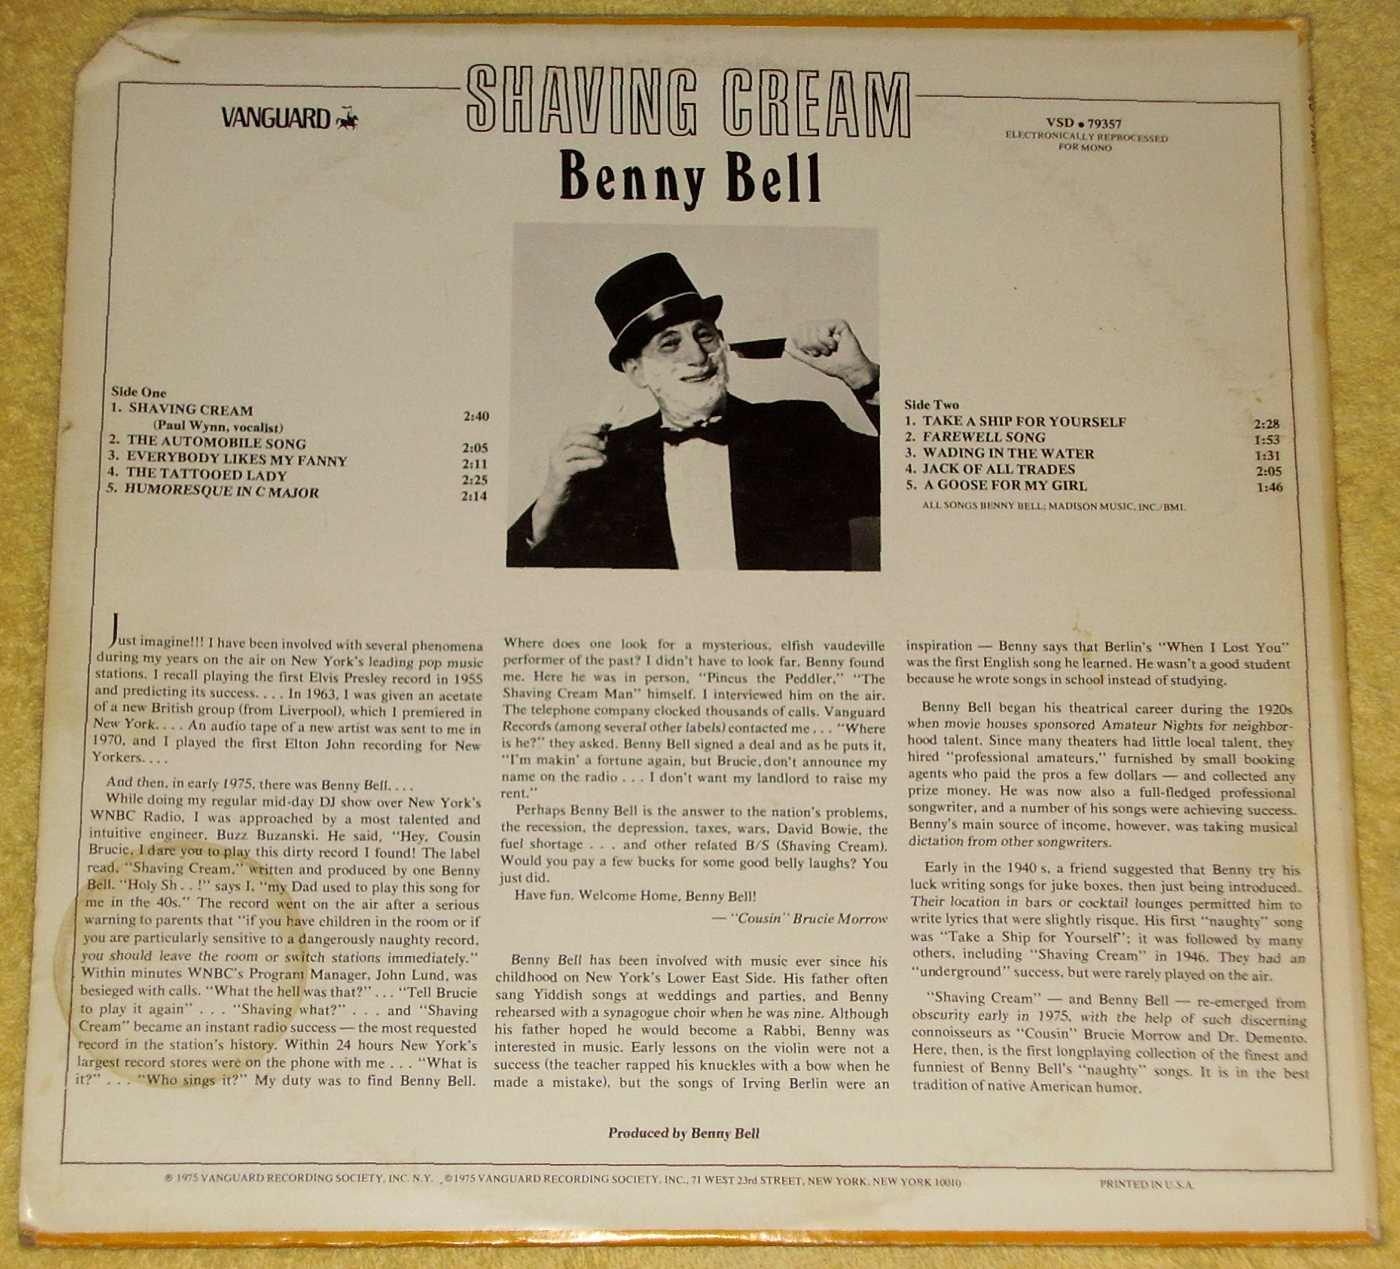 SHAVING CREAM
VANGUARD
VSD • 79357
ELECTRONICALLY REPROCESSED
FOR MONO
Benny Bell
Side One
1. SHAVING CREAM 2:40
(Paul Wynn, vocalist)
2. THE AUTOMOBILE SONG 2:05
3. EVERYBODY LIKES MY FANNY 2:11
4. THE TATTOOED LADY 2:25
5. HUMORESQUE IN C MAJOR 2:14
Side Two
1. TAKE A SHIP FOR YOURSELF 2:28
2. FAREWELL SONG 1:53
3. WADING IN THE WATER 1:31
4. JACK OF ALL TRADES 2:05
5. A GOOSE FOR MY GIRL 1:46
ALL SONGS BENNY BELL; MADISON MUSIC, INC./BMI.
Just imagine!!! I have been involved with several phenomena
during my years on the air on New York's leading pop music
stations. I recall playing the first Elvis Presley record in 1955
and predicting its success. . . . In 1963, I was given an acetate
of a new British group (from Liverpool), which I premiered in
New York. . . . An audio tape of a new artist was sent to me in
1970, and I played the first Elton John recording for New
Yorkers. . . .
And then, in early 1975, there was Benny Bell. . . .
While doing my regular mid-day DJ show over New York's
WNBC Radio, I was approached by a most talented and
intuitive engineer, Buzz Buzanski. He said, "Hey, Cousin
Brucie, I dare you to play this dirty record I found! The label
read, "Shaving Cream," written and produced by one Benny
Bell. "Holy Sh . . !" says I, "my Dad used to play this song for
me in the 40s." The record went on the air after a serious
warning to parents that "if you have children in the room or if
you are particularly sensitive to a dangerously naughty record,
you should leave the room or switch stations immediately."
Within minutes WNBC's Program Manager, John Lund, was
besieged with calls. "What the hell was that?" . . . "Tell Brucie
to play it again" . . . "Shaving what?" . . . and "Shaving
Cream" became an instant radio success — the most requested
record in the station's history. Within 24 hours New York's
largest record stores were on the phone with me . . . "What is
it?" . . . "Who sings it?" My duty was to find Benny Bell.
Where does one look for a mysterious, elfish vaudeville
performer of the past? I didn't have to look far. Benny found
me. Here he was in person, "Pincus the Peddler," "The
Shaving Cream Man" himself. I interviewed him on the air.
The telephone company clocked thousands of calls. Vanguard
Records (among several other labels) contacted me . . . "Where
is he?" they asked. Benny Bell signed a deal and as he puts it,
"I'm makin' a fortune again, but Brucie, don't announce my
name on the radio . . . I don't want my landlord to raise my
rent."
Perhaps Benny Bell is the answer to the nation's problems,
the recession, the depression, taxes, wars, David Bowie, the
fuel shortage . . . and other related B/S (Shaving Cream).
Would you pay a few bucks for some good belly laughs? You
just did.
Have fun. Welcome Home, Benny Bell!
— "Cousin" Brucie Morrow
Benny Bell has been involved with music ever since his
childhood on New York's Lower East Side. His father often
sang Yiddish songs at weddings and parties, and Benny
rehearsed with a synagogue choir when he was nine. Although
his father hoped he would become a Rabbi, Benny was
interested in music. Early lessons on the violin were not a
success (the teacher rapped his knuckles with a bow when he
made a mistake), but the songs of Irving Berlin were an
inspiration — Benny says that Berlin's "When I Lost You"
was the first English song he learned. He wasn't a good student
because he wrote songs in school instead of studying.
Benny Bell began his theatrical career during the 1920s
when movie houses sponsored Amateur Nights for neighbor-
hood talent. Since many theaters had little local talent, they
hired "professional amateurs," furnished by small booking
agents who paid the pros a few dollars — and collected any
prize money. He was now also a full-fledged professional
songwriter, and a number of his songs were achieving success.
Benny's main source of income, however, was taking musical
dictation from other songwriters.
Early in the 1940 s, a friend suggested that Benny try his
luck writing songs for juke boxes, then just being introduced.
Their location in bars or cocktail lounges permitted him to
write lyrics that were slightly risque. His first "naughty" song
was "Take a Ship for Yourself"; it was followed by many
others, including "Shaving Cream" in 1946. They had an
"underground" success, but were rarely played on the air.
"Shaving Cream" — and Benny Bell — re-emerged from
obscurity early in 1975, with the help of such discerning
connoisseurs as "Cousin" Brucie Morrow and Dr. Demento.
Here, then, is the first longplaying collection of the finest and
funniest of Benny Bell's "naughty" songs. It is in the best
tradition of native American humor.
Produced by Benny Bell
℗ 1975 VANGUARD RECORDING SOCIETY, INC. N.Y. , ©1975 VANGUARD RECORDING SOCIETY, INC., 71 WEST 23rd STREET, NEW YORK, NEW YORK 10010
PRINTED IN U.S.A.